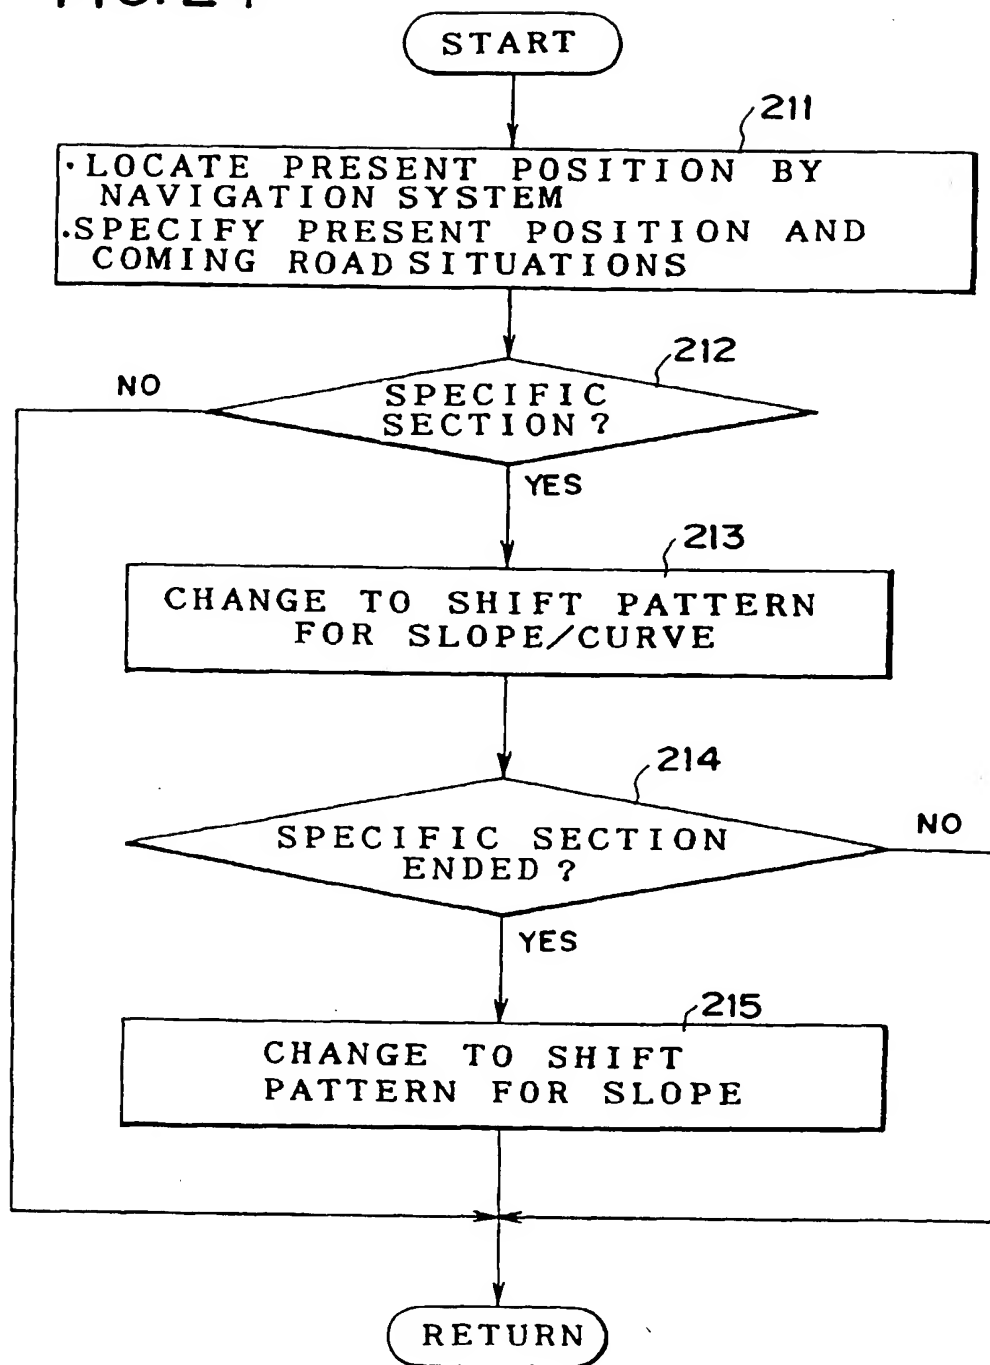 START
211
·LOCATE PRESENT POSITION BY
NAVIGATION SYSTEM
·SPECIFY PRESENT POSITION AND
COMING ROAD SITUATIONS
212
NO
SPECIFIC
SECTION?
YES
213
CHANGE TO SHIFT PATTERN
FOR SLOPE/CURVE
214
NO
SPECIFIC SECTION
ENDED?
YES
215
CHANGE TO SHIFT
PATTERN FOR SLOPE
RETURN